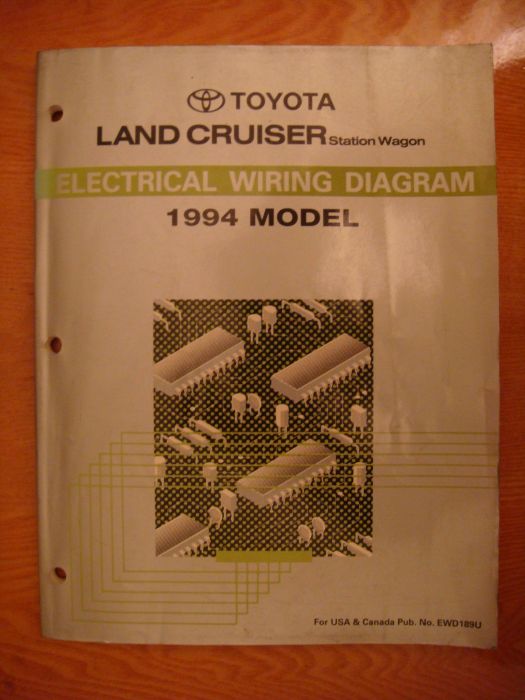 TOYOTA
LAND CRUISER Station Wagon
ELECTRICAL WIRING DIAGRAM
1994 MODEL
For USA & Canada Pub. No. EWD189U